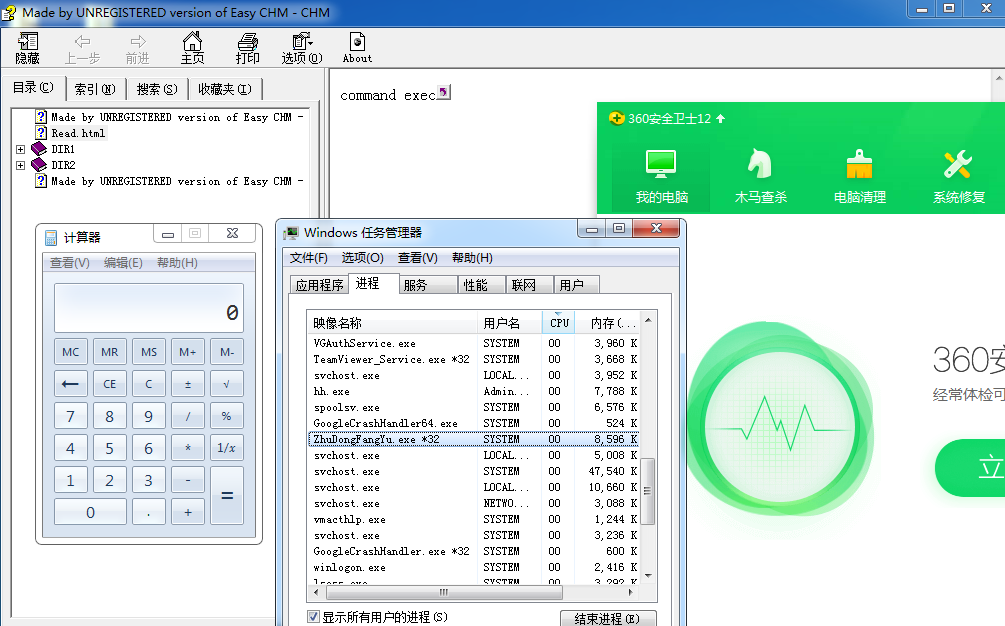 Made by UNREGISTERED version of Easy CHM - CHM
隐藏 上一步 前进 主页 打印 选项(O) About
目录(C) 索引(N) 搜索(S) 收藏夹(I)
Made by UNREGISTERED version of Easy CHM -
Read.html
DIR1
DIR2
Made by UNREGISTERED version of Easy CHM -
command exec
360安全卫士12
我的电脑 木马查杀 电脑清理 系统修复
计算器
查看(V) 编辑(E) 帮助(H)
0
MC MR MS M+ M-
← CE C ± √
7 8 9 / %
4 5 6 * 1/x
1 2 3 - =
0 . +
Windows 任务管理器
文件(F) 选项(O) 查看(V) 帮助(H)
应用程序 进程 服务 性能 联网 用户
映像名称 用户名 CPU 内存(...
VGAuthService.exe SYSTEM 00 3,960 K
TeamViewer_Service.exe *32 SYSTEM 00 3,668 K
svchost.exe LOCAL... 00 3,952 K
hh.exe Admin... 00 7,788 K
spoolsv.exe SYSTEM 00 6,576 K
GoogleCrashHandler64.exe SYSTEM 00 524 K
ZhuDongFangYu.exe *32 SYSTEM 00 8,596 K
svchost.exe LOCAL... 00 5,008 K
svchost.exe SYSTEM 00 47,540 K
svchost.exe LOCAL... 00 10,660 K
svchost.exe NETWO... 00 3,088 K
vmacthlp.exe SYSTEM 00 1,244 K
svchost.exe SYSTEM 00 3,236 K
GoogleCrashHandler.exe *32 SYSTEM 00 600 K
winlogon.exe SYSTEM 00 2,416 K
lsass.exe SYSTEM 00 3,292 K
显示所有用户的进程(S) 结束进程(E)
360安
经常体检可
立